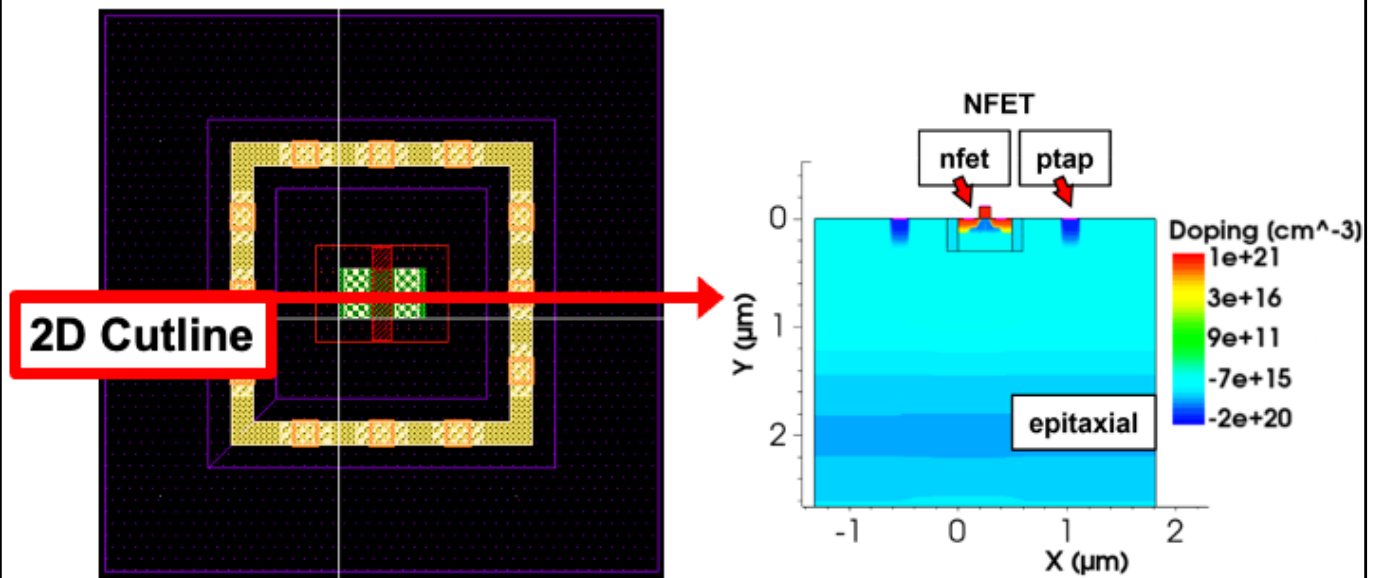 2D Cutline
NFET
nfet
ptap
0
1
2
Y (µm)
-1
0
1
2
X (µm)
epitaxial
Doping (cm^-3)
1e+21
3e+16
9e+11
-7e+15
-2e+20